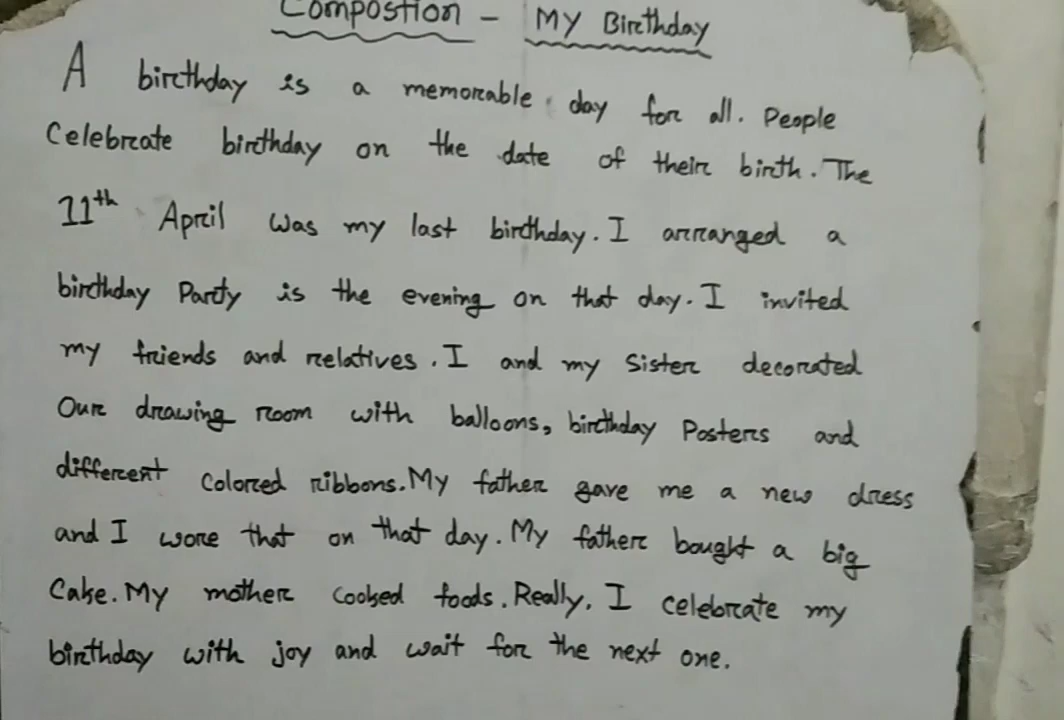 Compostion - My Birthday
A birthday is a memorable day for all. People
Celebrate birthday on the date of their birth. The
11th April was my last birthday. I arranged a
birthday Party is the evening on that day. I invited
my friends and relatives. I and my Sister decorated
Our drawing room with balloons, birthday Posters and
different Colored ribbons. My father gave me a new dress
and I wore that on that day. My father bought a big
Cake. My mother Cooked foods. Really, I celebrate my
birthday with joy and wait for the next one.